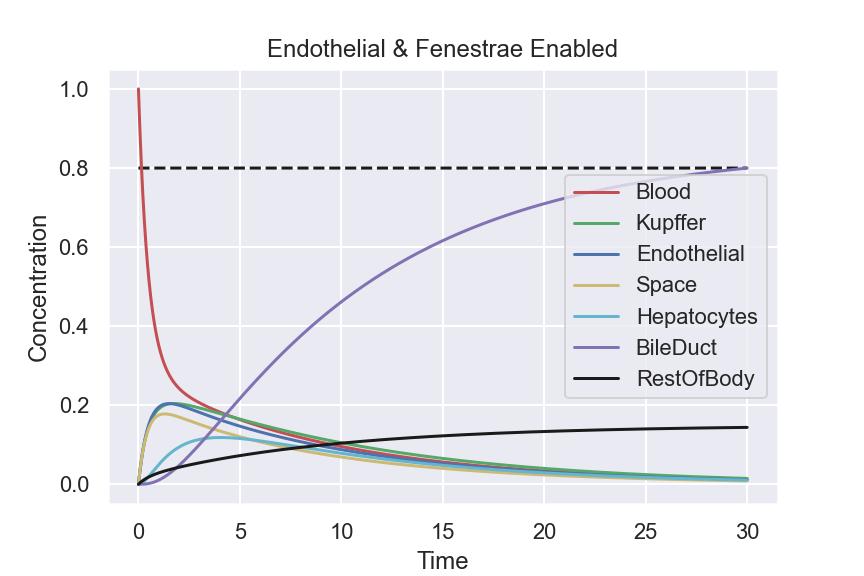 Endothelial & Fenestrae Enabled
1.0
0.8
0.6
0.4
0.2
0.0
Concentration
Blood
Kupffer
Endothelial
Space
Hepatocytes
BileDuct
RestOfBody
0 5 10 15 20 25 30
Time